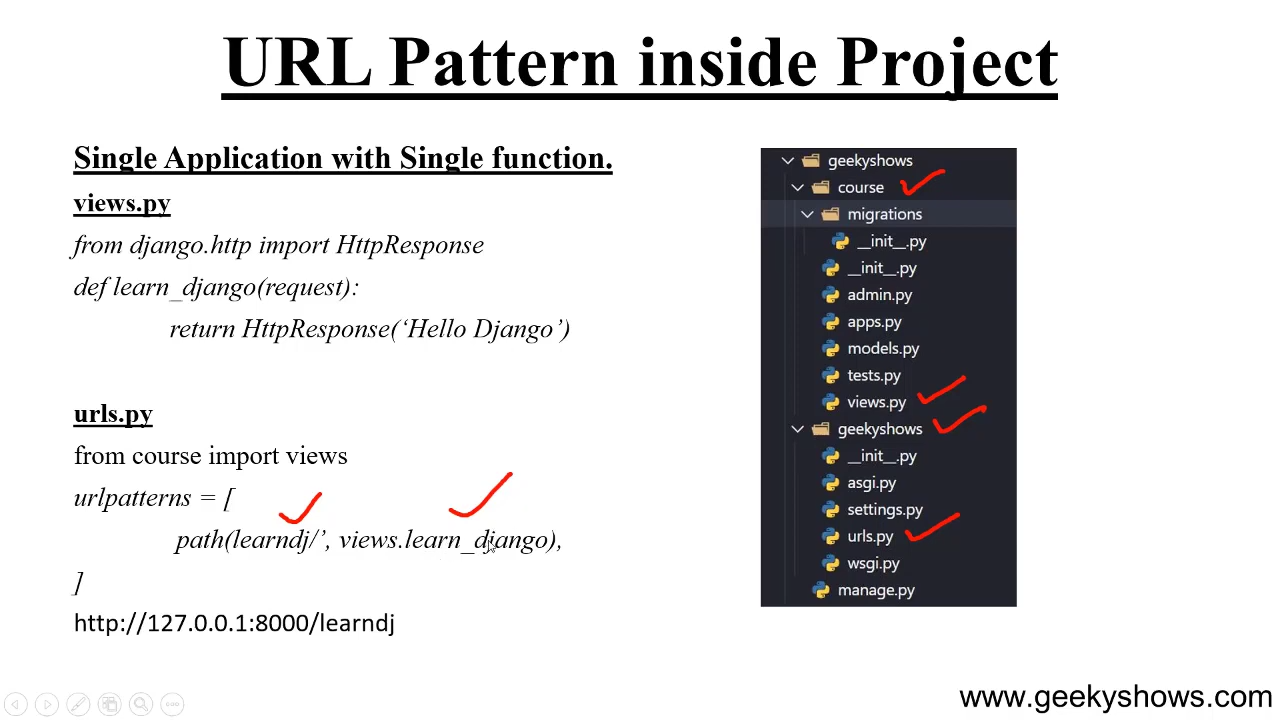 URL Pattern inside Project
Single Application with Single function.
views.py
from django.http import HttpResponse
def learn_django(request):
return HttpResponse(‘Hello Django’)
urls.py
from course import views
urlpatterns = [
path(learndj/’, views.learn_django),
]
http://127.0.0.1:8000/learndj
geekyshows
course
migrations
__init__.py
__init__.py
admin.py
apps.py
models.py
tests.py
views.py
geekyshows
__init__.py
asgi.py
settings.py
urls.py
wsgi.py
manage.py
www.geekyshows.com